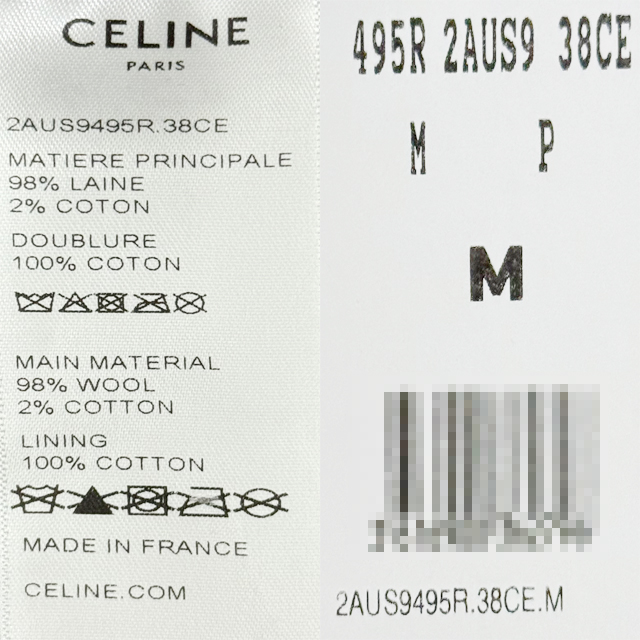 CELINE
PARIS
2AUS9495R.38CE
MATIERE PRINCIPALE
98% LAINE
2% COTON
DOUBLURE
100% COTON
MAIN MATERIAL
98% WOOL
2% COTTON
LINING
100% COTTON
MADE IN FRANCE
CELINE.COM
495R 2AUS9 38CE
M P
M
2AUS9495R.38CE.M